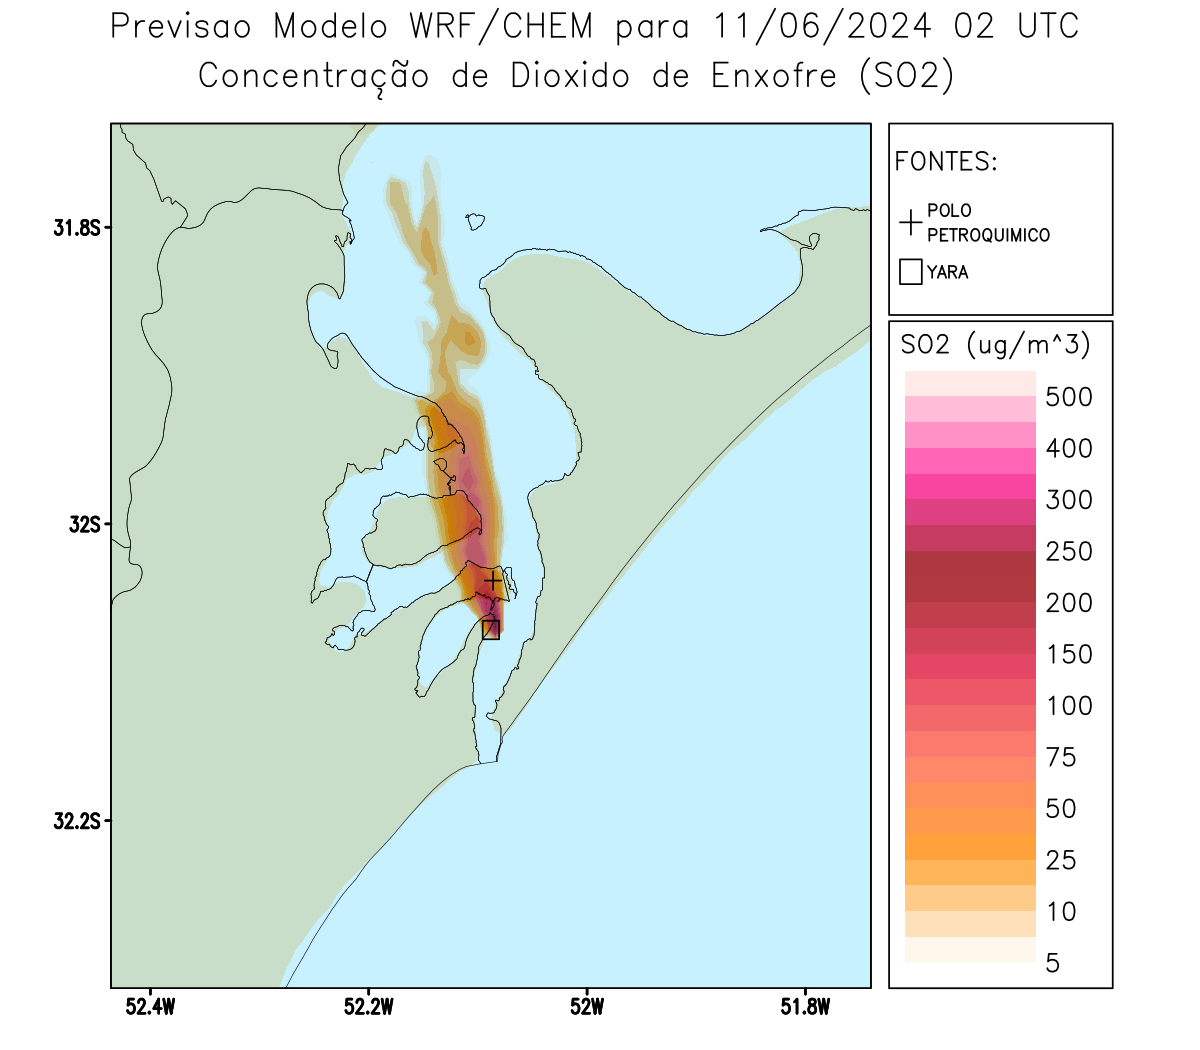 Previsao Modelo WRF/CHEM para 11/06/2024 02 UTC
Concentração de Dioxido de Enxofre (SO2)
FONTES:
POLO
PETROQUIMICO
YARA
31.8S
32S
32.2S
52.4W
52.2W
52W
51.8W
SO2 (ug/m^3)
500
400
300
250
200
150
100
75
50
25
10
5